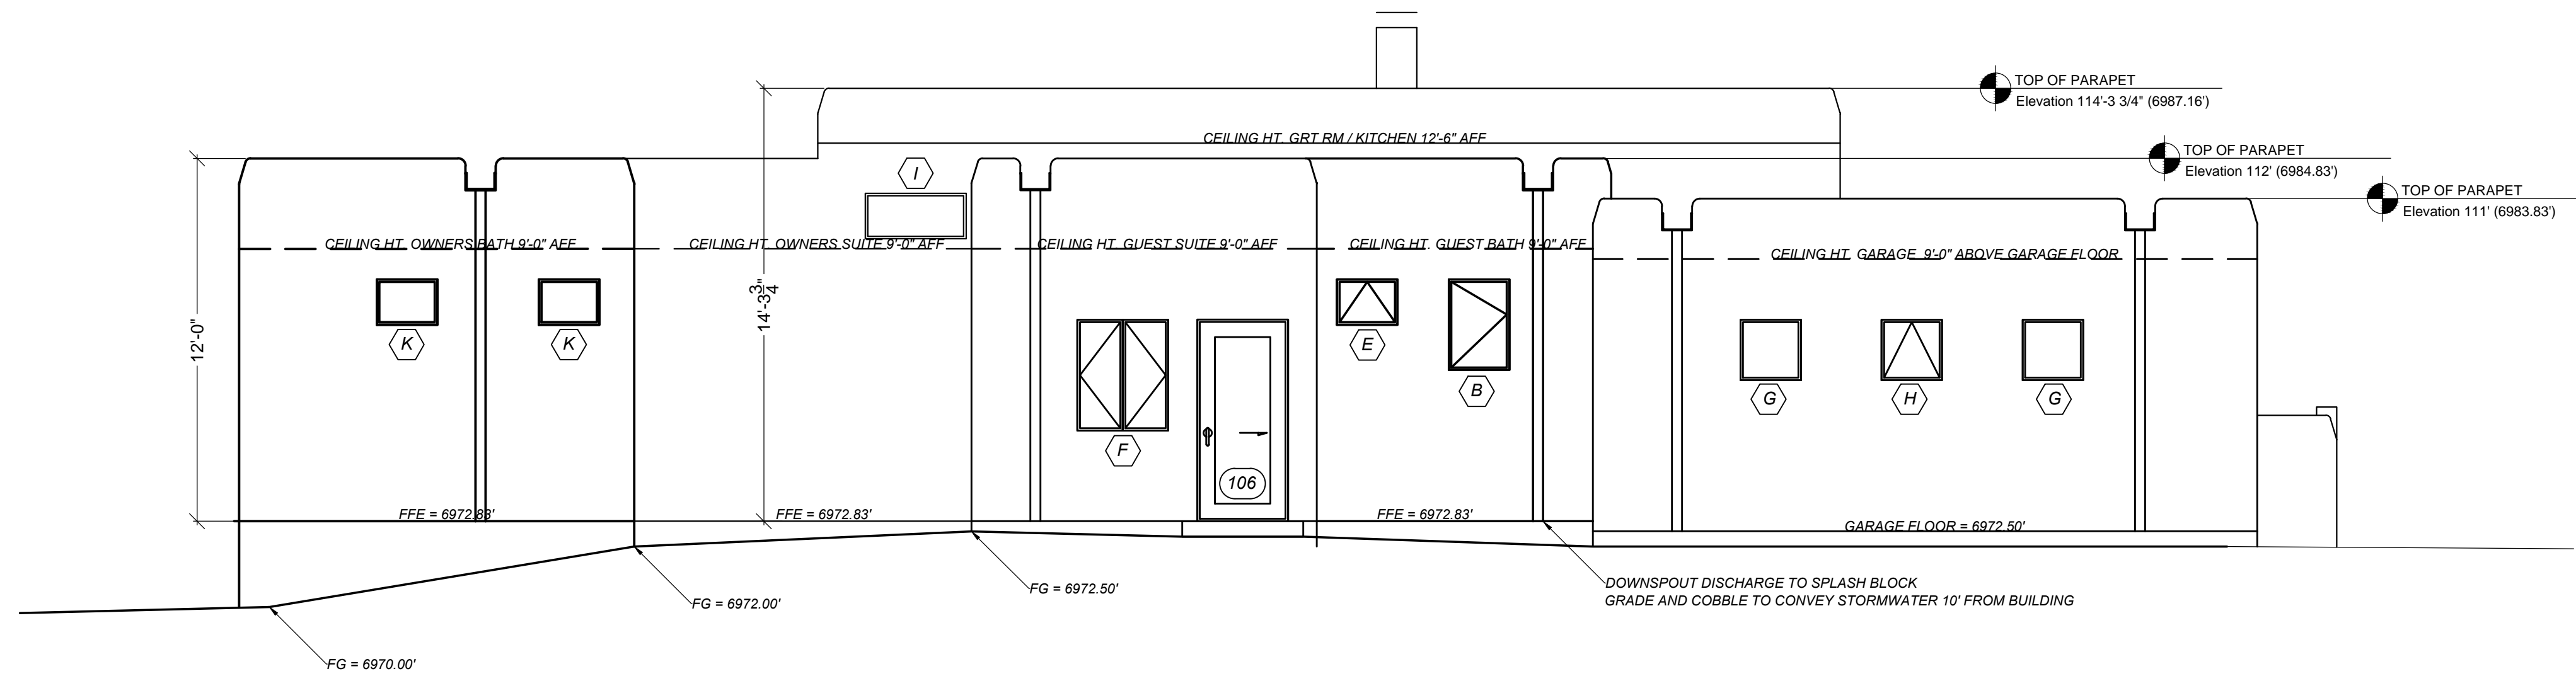 TOP OF PARAPET
Elevation 114'-3 3/4" (6987.16')
CEILING HT. GRT RM / KITCHEN 12'-6" AFF
TOP OF PARAPET
Elevation 112' (6984.83')
TOP OF PARAPET
Elevation 111' (6983.83')
I
CEILING HT. OWNERS BATH 9'-0" AFF
CEILING HT. OWNERS SUITE 9'-0" AFF
CEILING HT. GUEST SUITE 9'-0" AFF
CEILING HT. GUEST BATH 9'-0" AFF
CEILING HT. GARAGE 9'-0" ABOVE GARAGE FLOOR
12'-0"
14'-3 3/4"
K
K
E
B
G
H
G
F
106
FFE = 6972.83'
FFE = 6972.83'
FFE = 6972.83'
GARAGE FLOOR = 6972.50'
FG = 6972.50'
FG = 6972.00'
DOWNSPOUT DISCHARGE TO SPLASH BLOCK
GRADE AND COBBLE TO CONVEY STORMWATER 10' FROM BUILDING
FG = 6970.00'